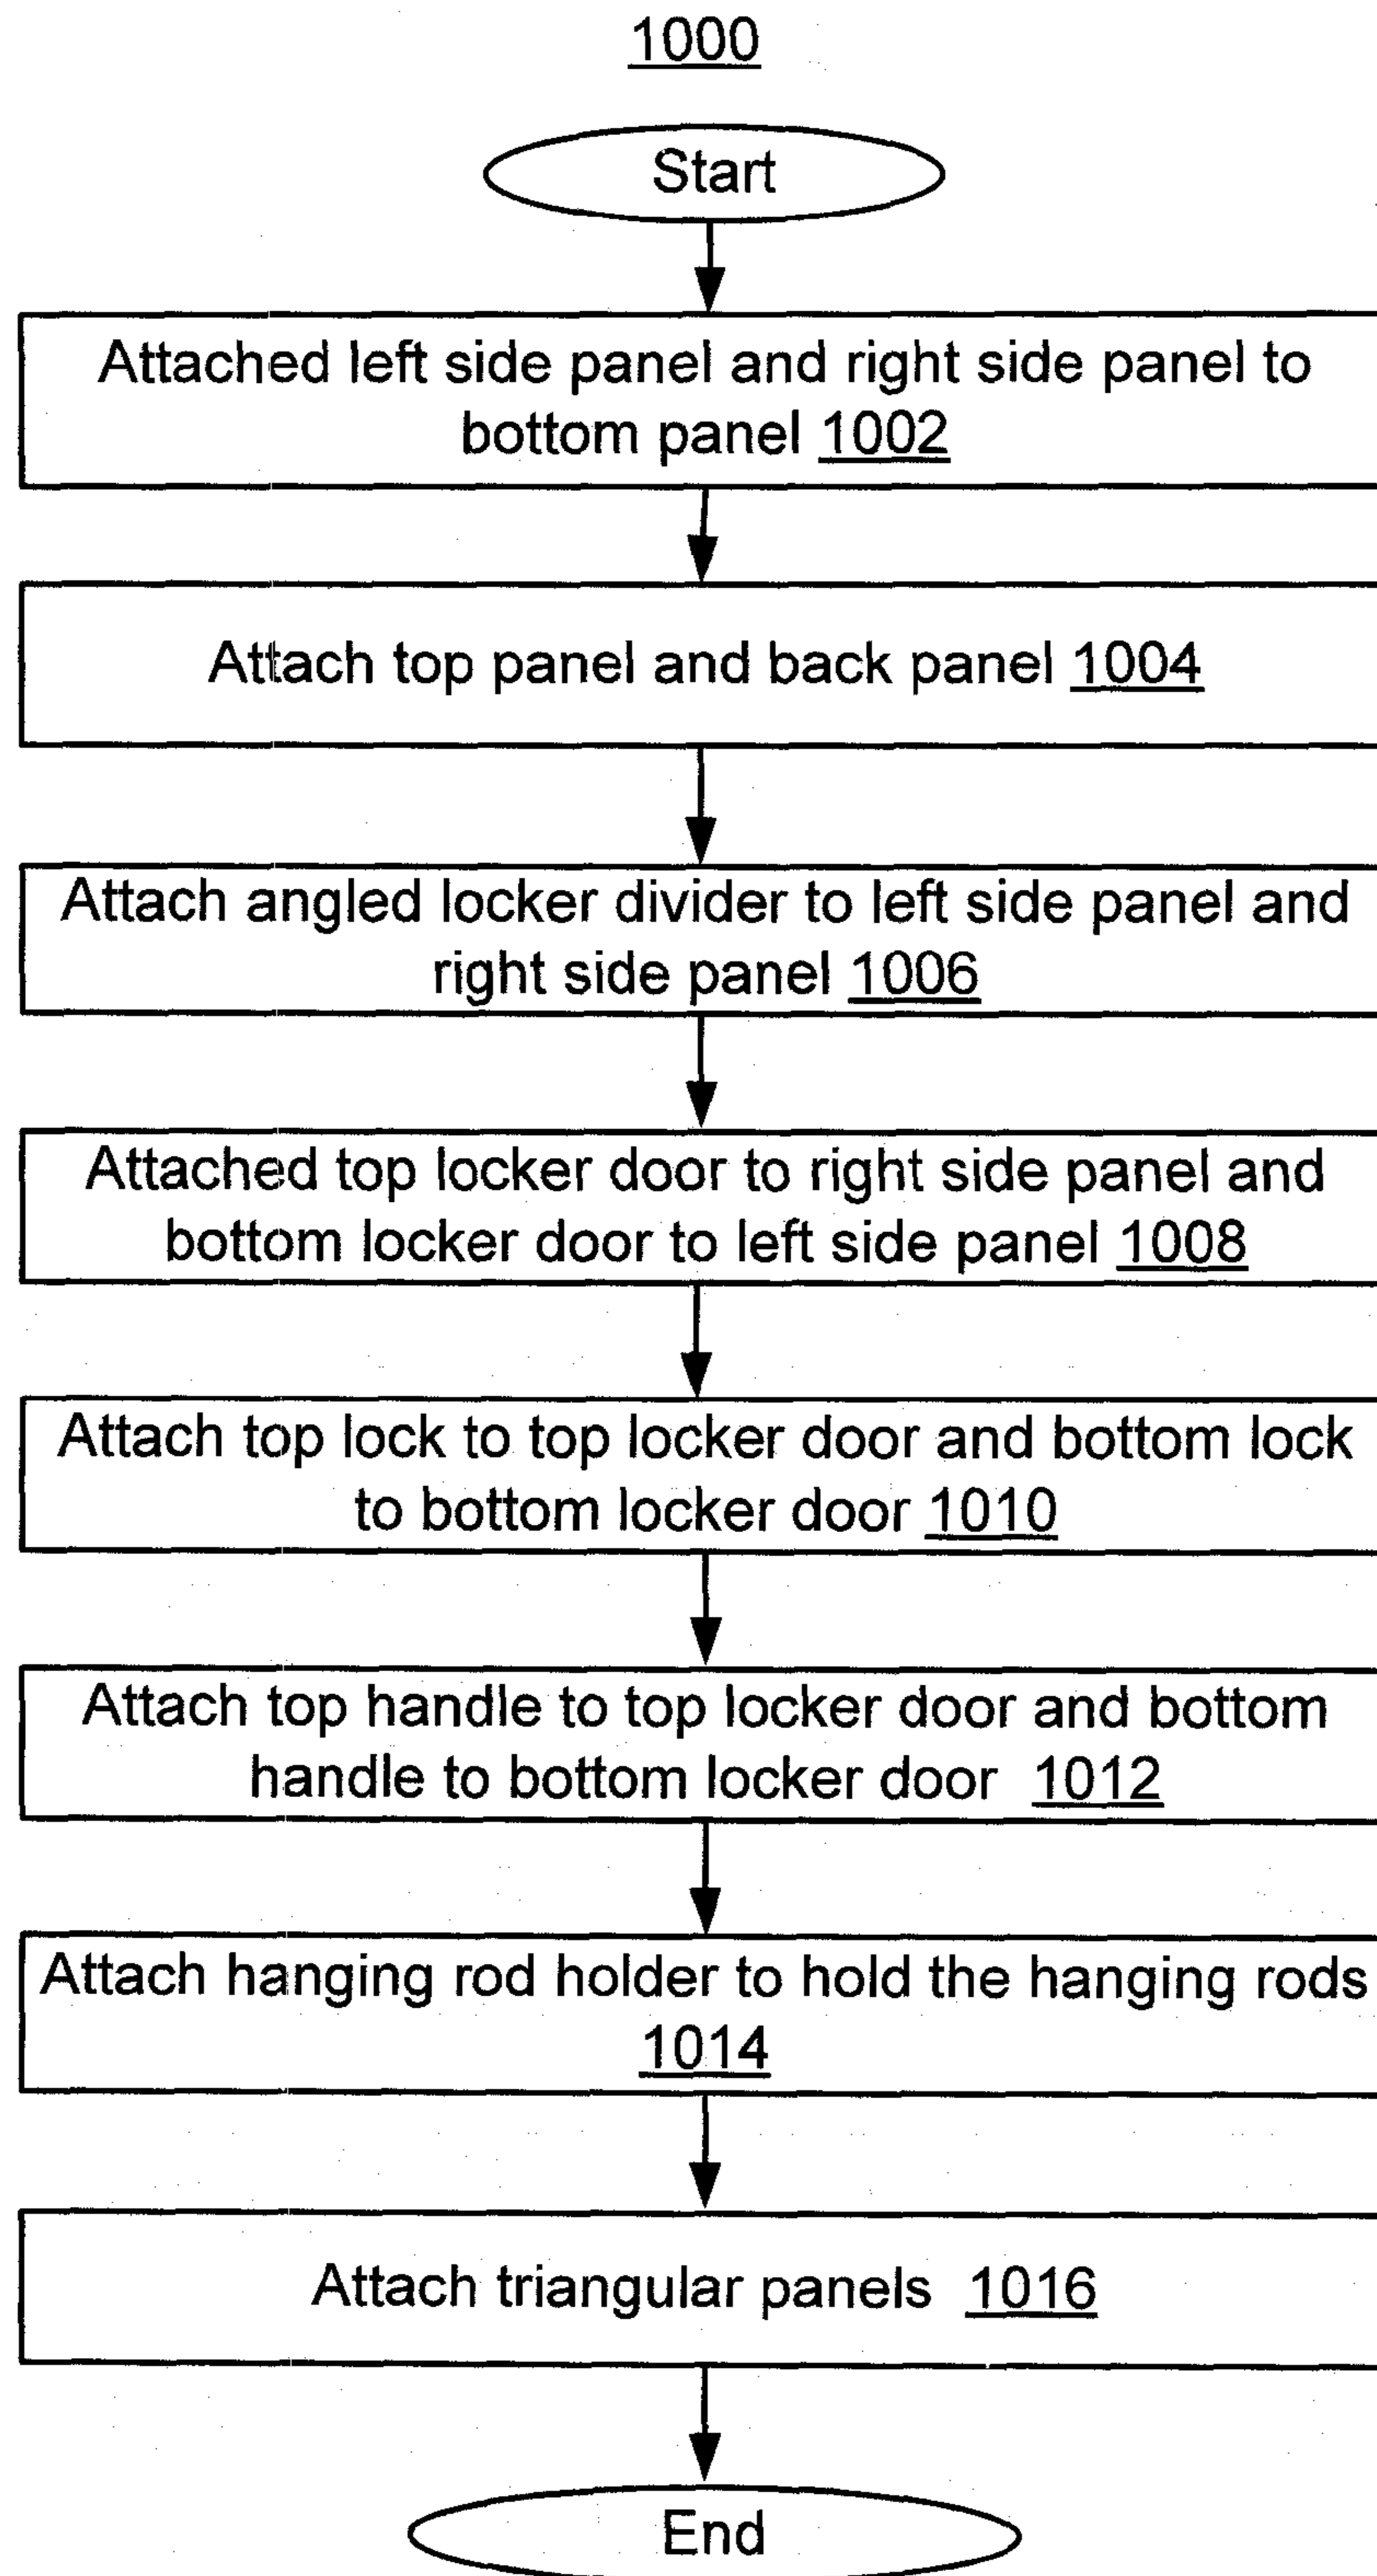 1000
Start
Attached left side panel and right side panel to
bottom panel 1002
Attach top panel and back panel 1004
Attach angled locker divider to left side panel and
right side panel 1006
Attached top locker door to right side panel and
bottom locker door to left side panel 1008
Attach top lock to top locker door and bottom lock
to bottom locker door 1010
Attach top handle to top locker door and bottom
handle to bottom locker door 1012
Attach hanging rod holder to hold the hanging rods
1014
Attach triangular panels 1016
End